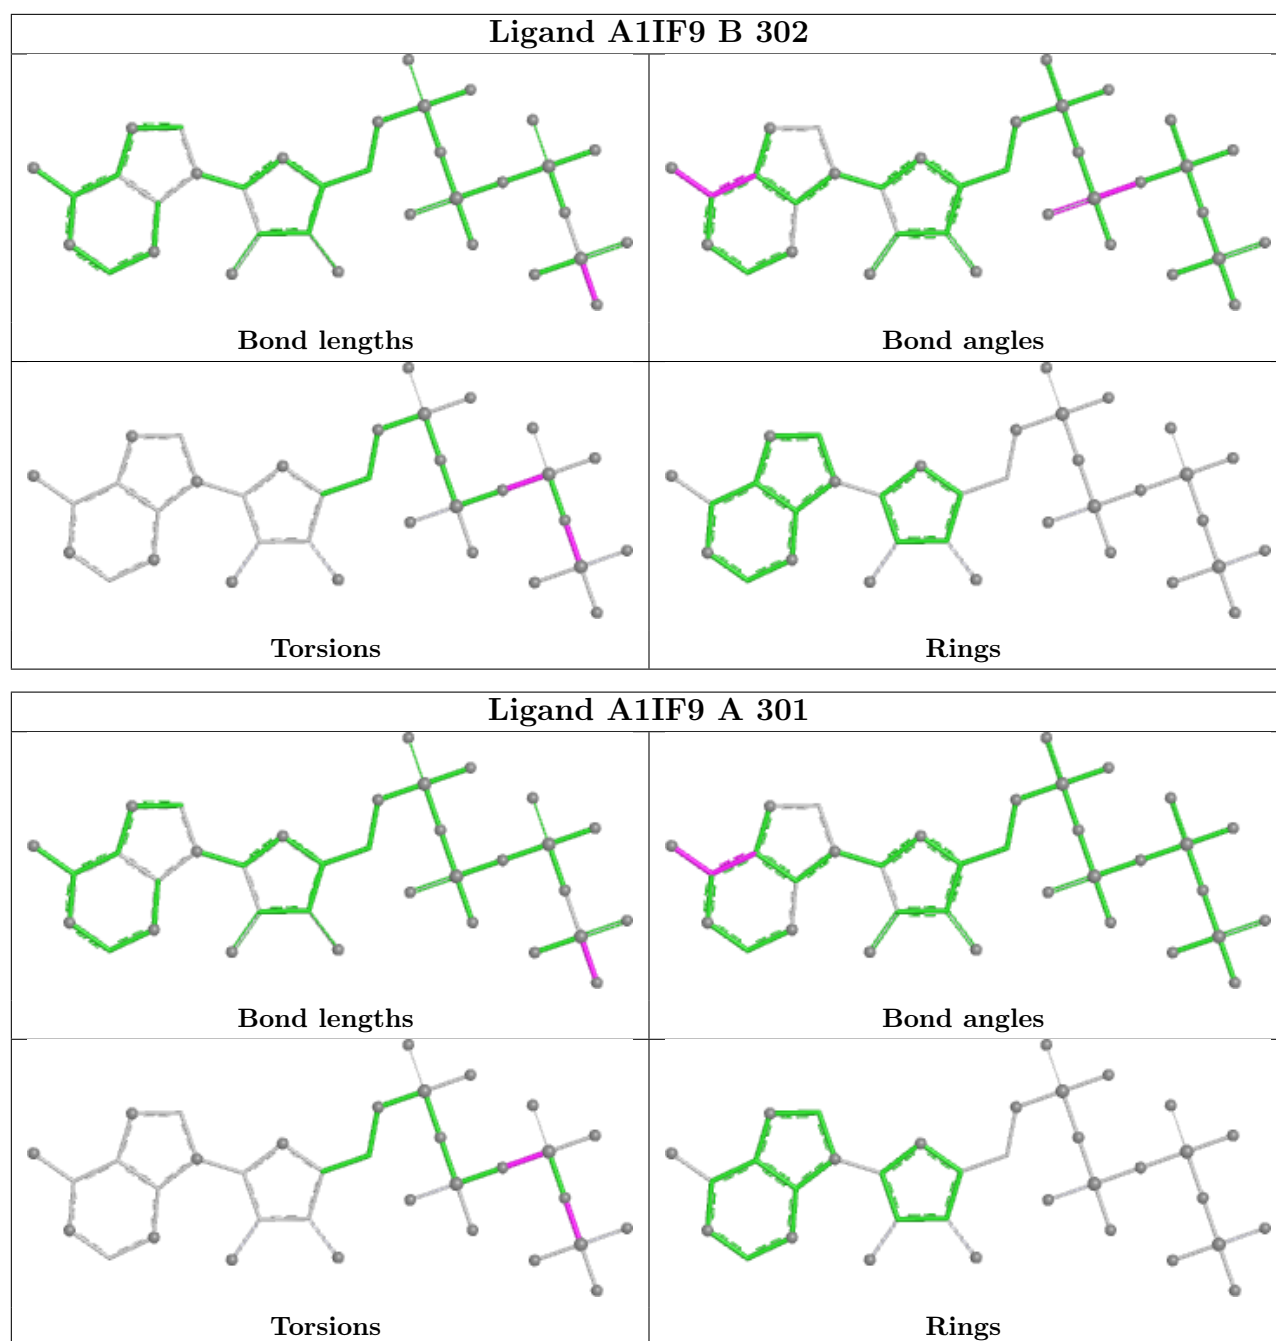 Ligand A1IF9 B 302
Bond lengths
Bond angles
Torsions
Rings
Ligand A1IF9 A 301
Bond lengths
Bond angles
Torsions
Rings